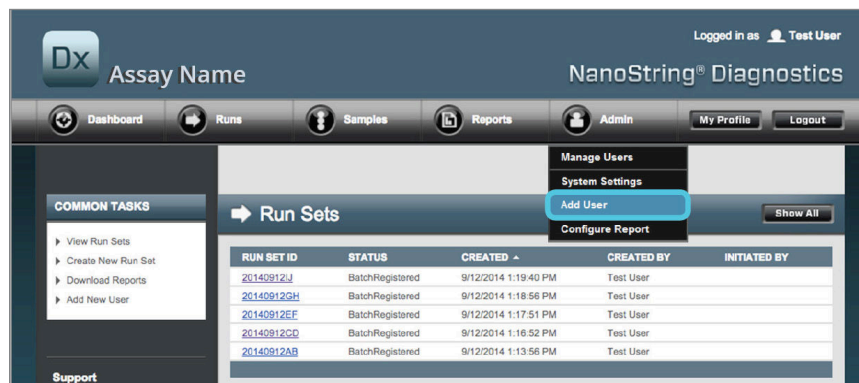 Logged in as Test User
Dx Assay Name
NanoString® Diagnostics
Dashboard Runs Samples Reports Admin My Profile Logout
Manage Users
System Settings
Add User
Configure Report
COMMON TASKS
View Run Sets
Create New Run Set
Download Reports
Add New User
Support
Run Sets
Show All
RUN SET ID STATUS CREATED CREATED BY INITIATED BY
20140912IJ BatchRegistered 9/12/2014 1:19:40 PM Test User
20140912GH BatchRegistered 9/12/2014 1:18:56 PM Test User
20140912EF BatchRegistered 9/12/2014 1:17:51 PM Test User
20140912CD BatchRegistered 9/12/2014 1:16:52 PM Test User
20140912AB BatchRegistered 9/12/2014 1:13:56 PM Test User